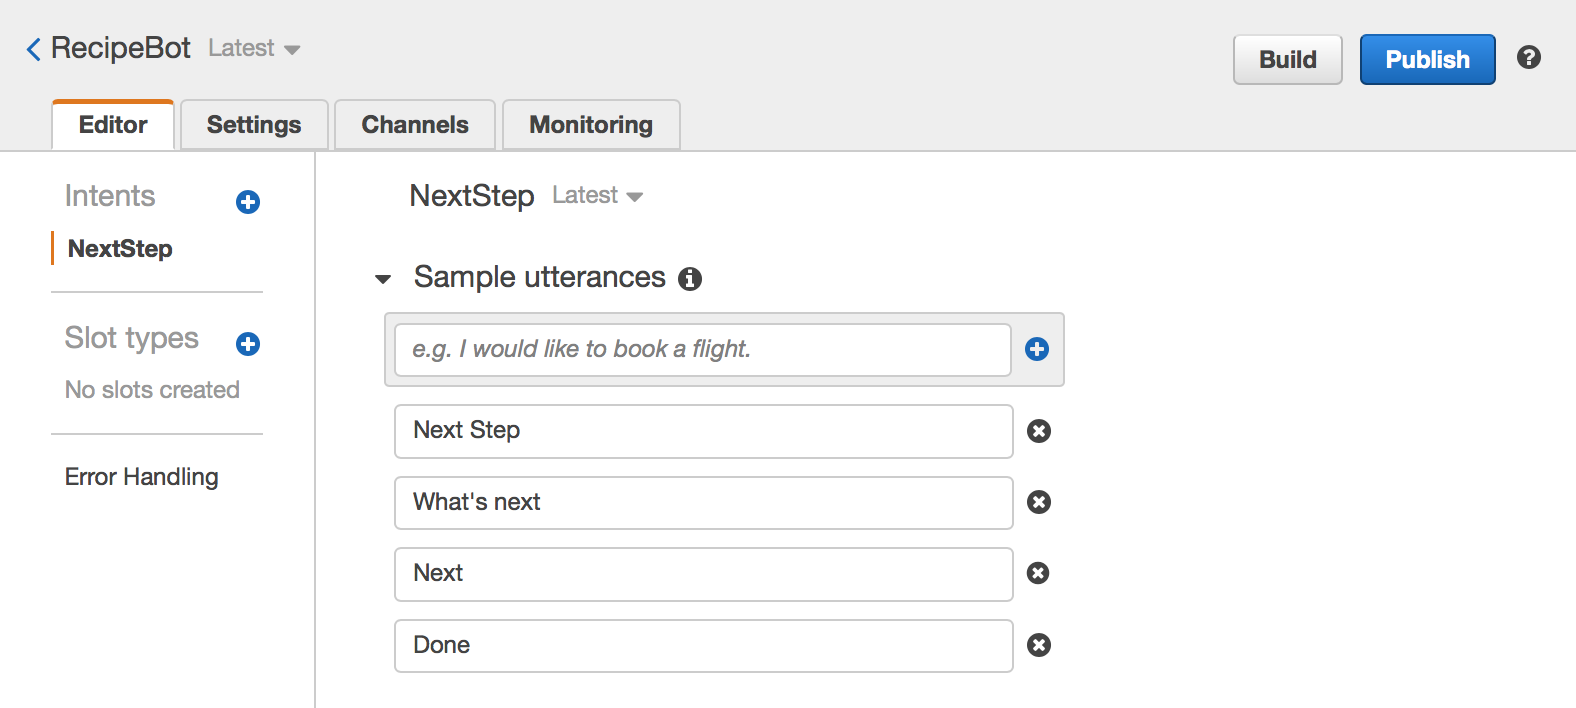 RecipeBot Latest
Build Publish ?
Editor Settings Channels Monitoring
Intents
NextStep
Slot types
No slots created
Error Handling
NextStep Latest
Sample utterances
e.g. I would like to book a flight.
Next Step
What's next
Next
Done